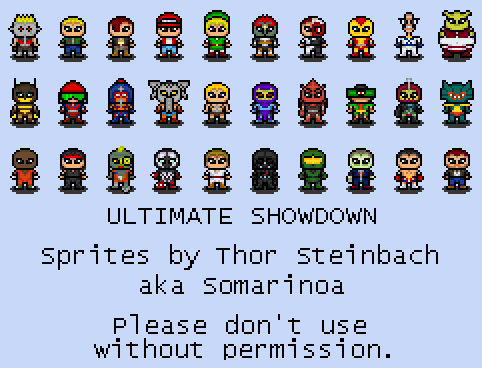 ULTIMATE SHOWDOWN
Sprites by Thor Steinbach
aka Somarinoa
Please don't use
without permission.